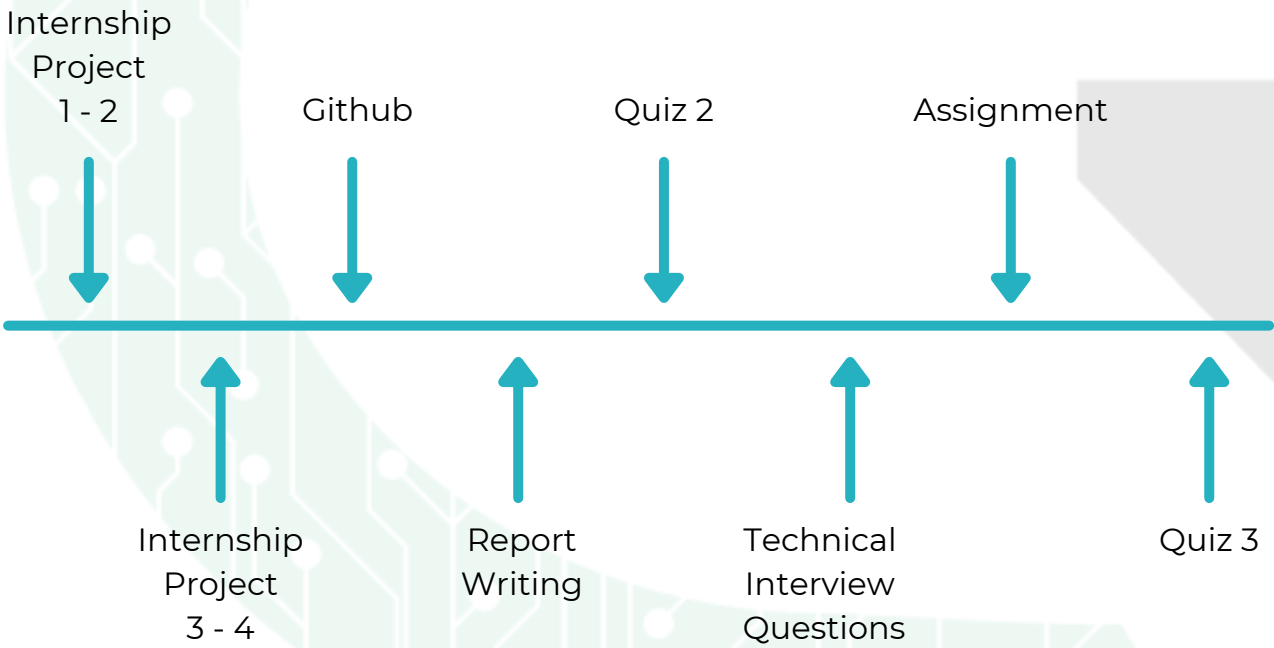 Internship
Project
1 - 2
Github
Quiz 2
Assignment
Internship
Project
3 - 4
Report
Writing
Technical
Interview
Questions
Quiz 3